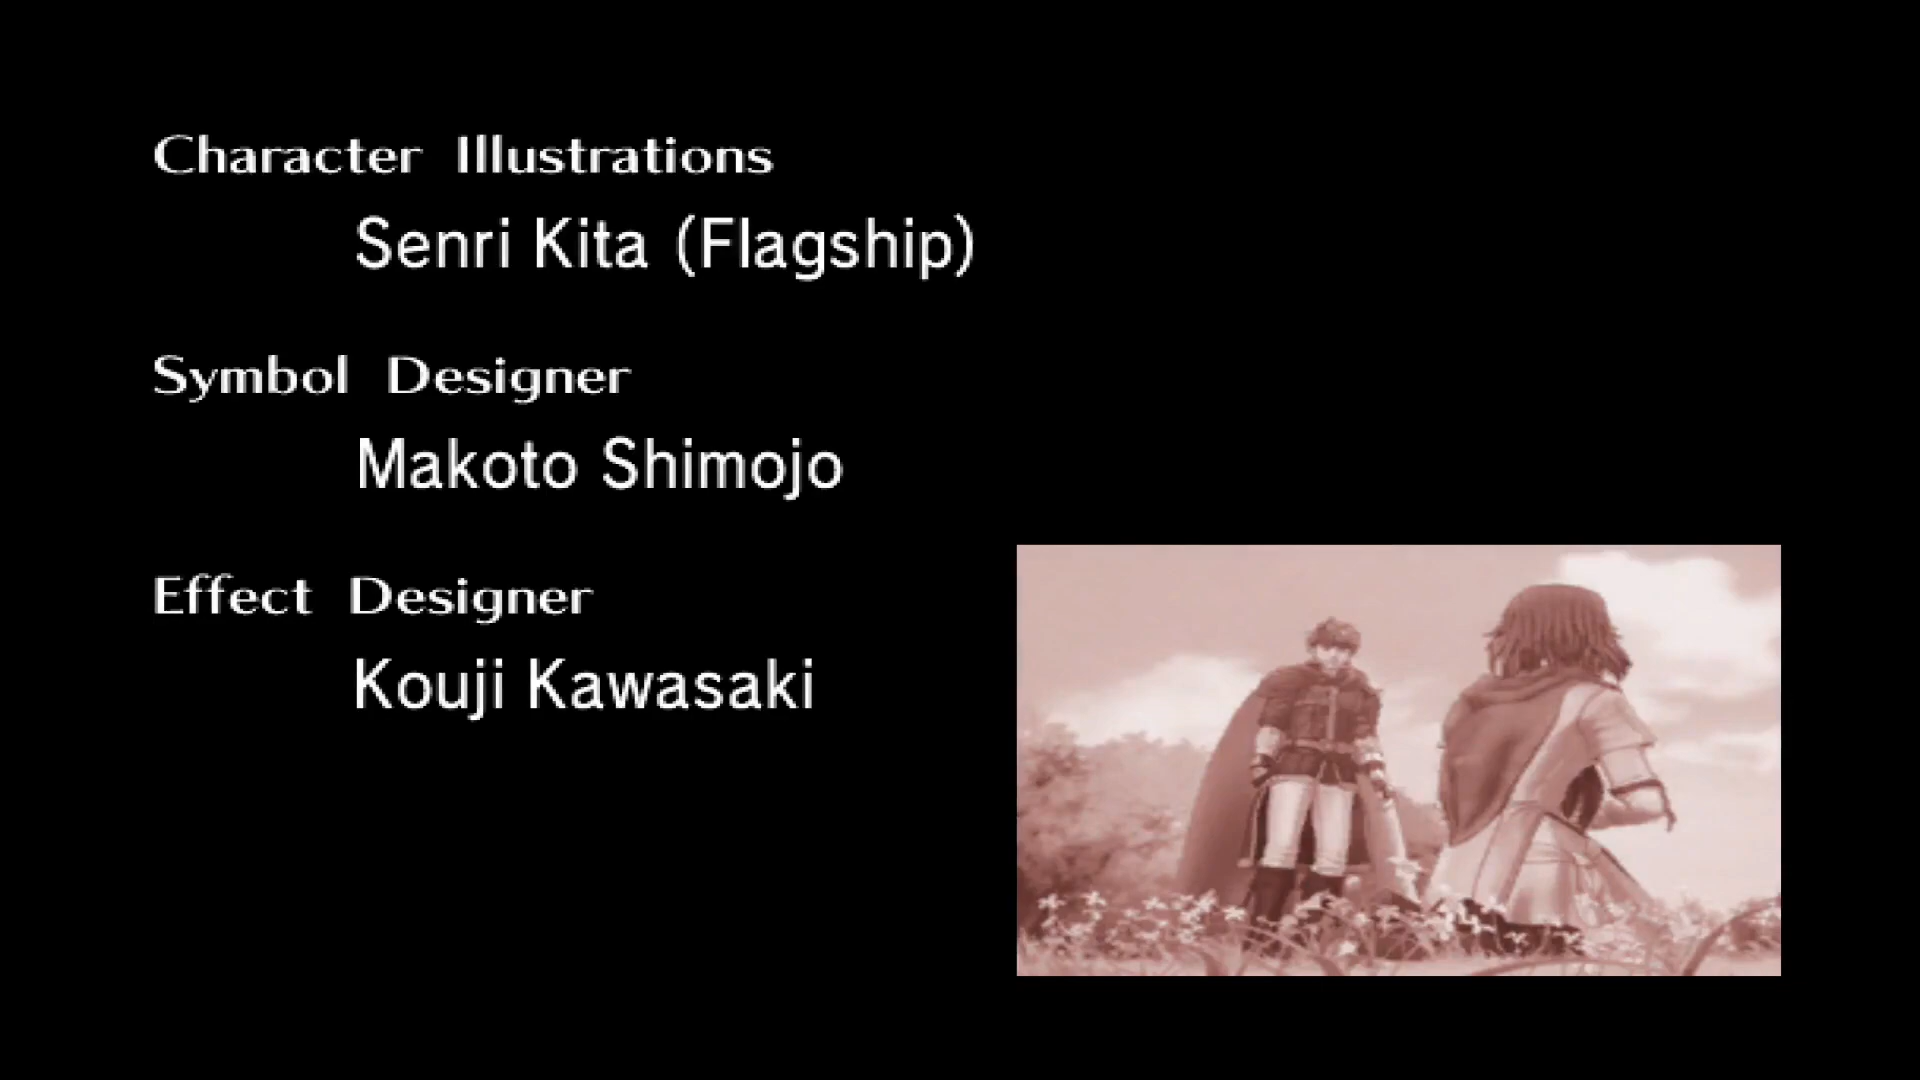 Character Illustrations
Senri Kita (Flagship)
Symbol Designer
Makoto Shimojo
Effect Designer
Kouji Kawasaki